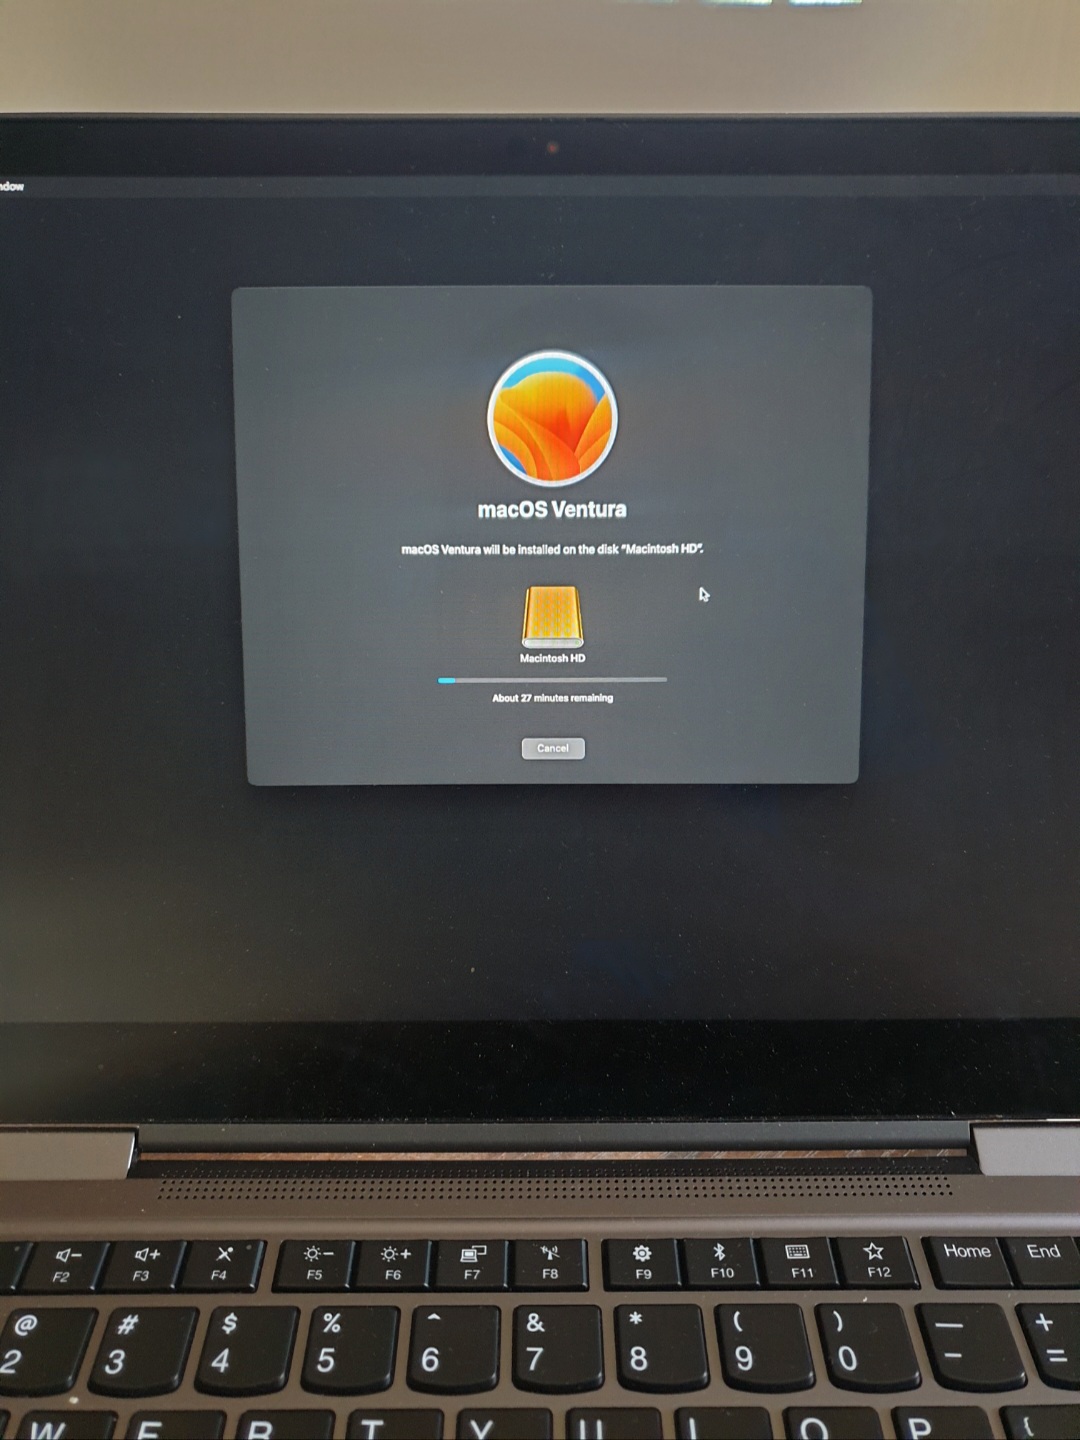 ndow
macOS Ventura
macOS Ventura will be installed on the disk “Macintosh HD”.
Macintosh HD
About 27 minutes remaining
Cancel
F2 F3 F4 F5 F6 F7 F8 F9 F10 F11 F12 Home End
@ # $ % ^ & * ( ) — +
2 3 4 5 6 7 8 9 0 - =
W E R T Y U I O P {